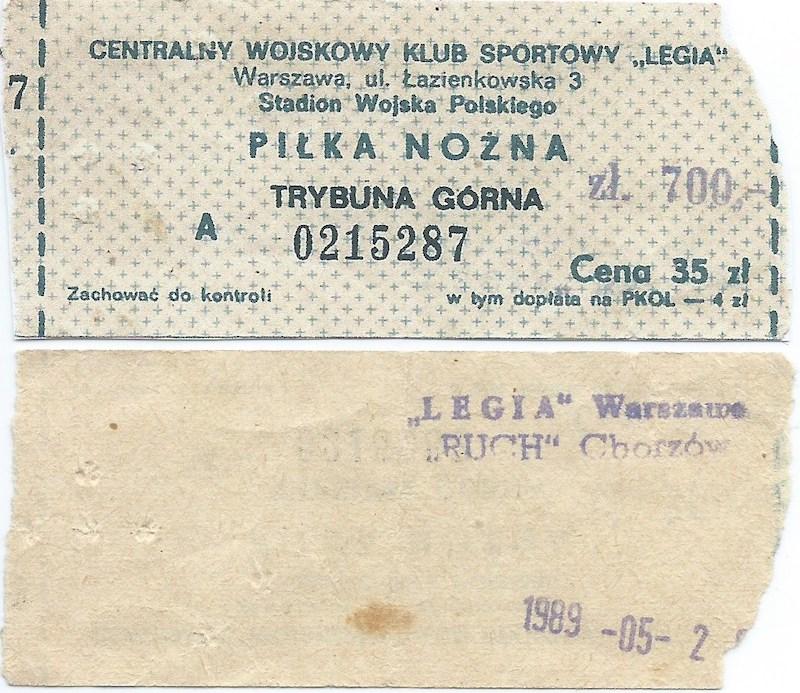 CENTRALNY WOJSKOWY KLUB SPORTOWY „LEGIA"
Warszawa, ul. Łazienkowska 3
Stadion Wojska Polskiego
7
PIŁKA NOŻNA
zł. 700,-
TRYBUNA GÓRNA
A
0215287
Cena 35 zł
Zachować do kontroli
w tym dopłata na PKOL — 4 zł
„LEGIA" Warszawa
„RUCH" Chorzów
1989 -05- 2